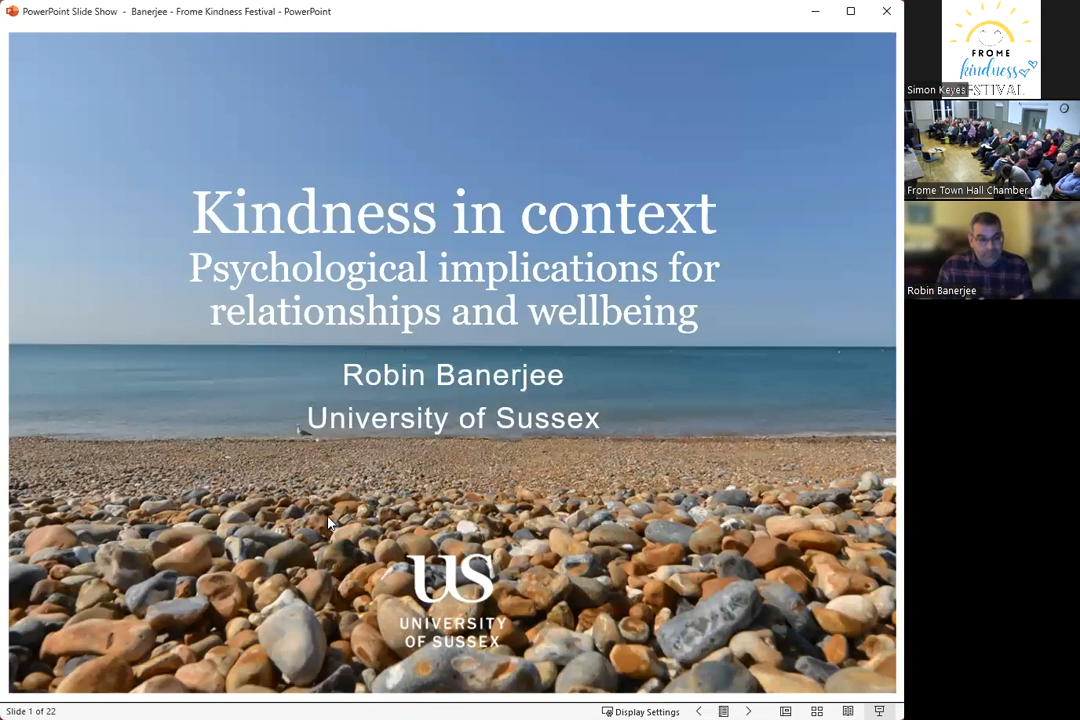 PowerPoint Slide Show - Banerjee - Frome Kindness Festival - PowerPoint
Kindness in context
Psychological implications for
relationships and wellbeing
Robin Banerjee
University of Sussex
US
UNIVERSITY
OF SUSSEX
Slide 1 of 22
Display Settings
FROME
kindness
FESTIVAL
Simon Keyes
Frome Town Hall Chamber
Robin Banerjee